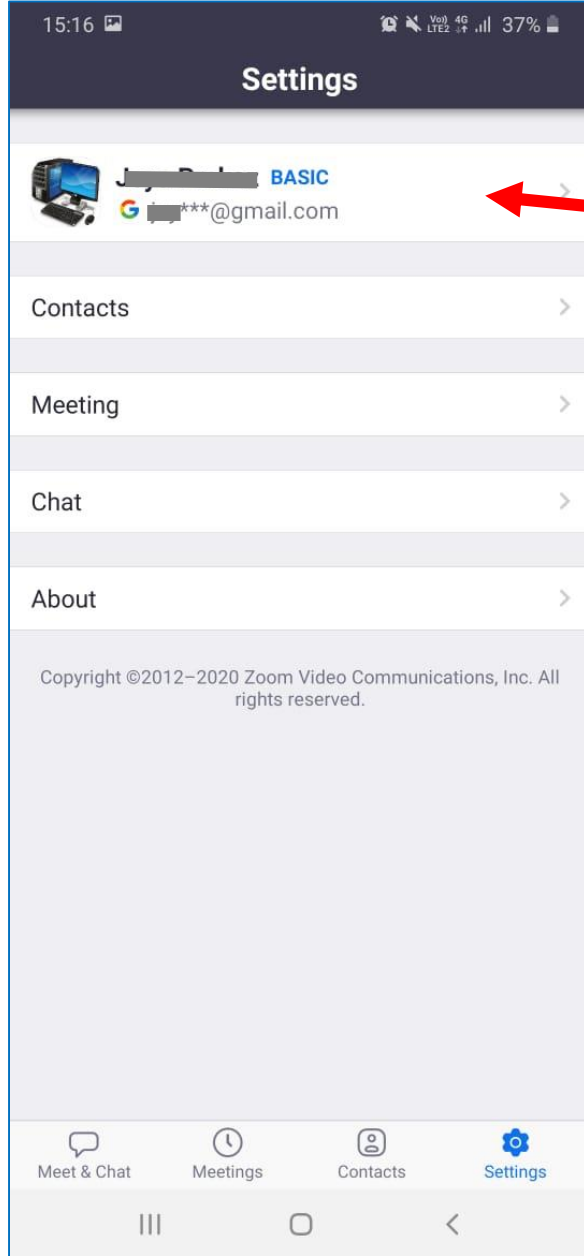 15:16 37%
Settings
BASIC
***@gmail.com
Contacts
Meeting
Chat
About
Copyright ©2012–2020 Zoom Video Communications, Inc. All
rights reserved.
Meet & Chat Meetings Contacts Settings